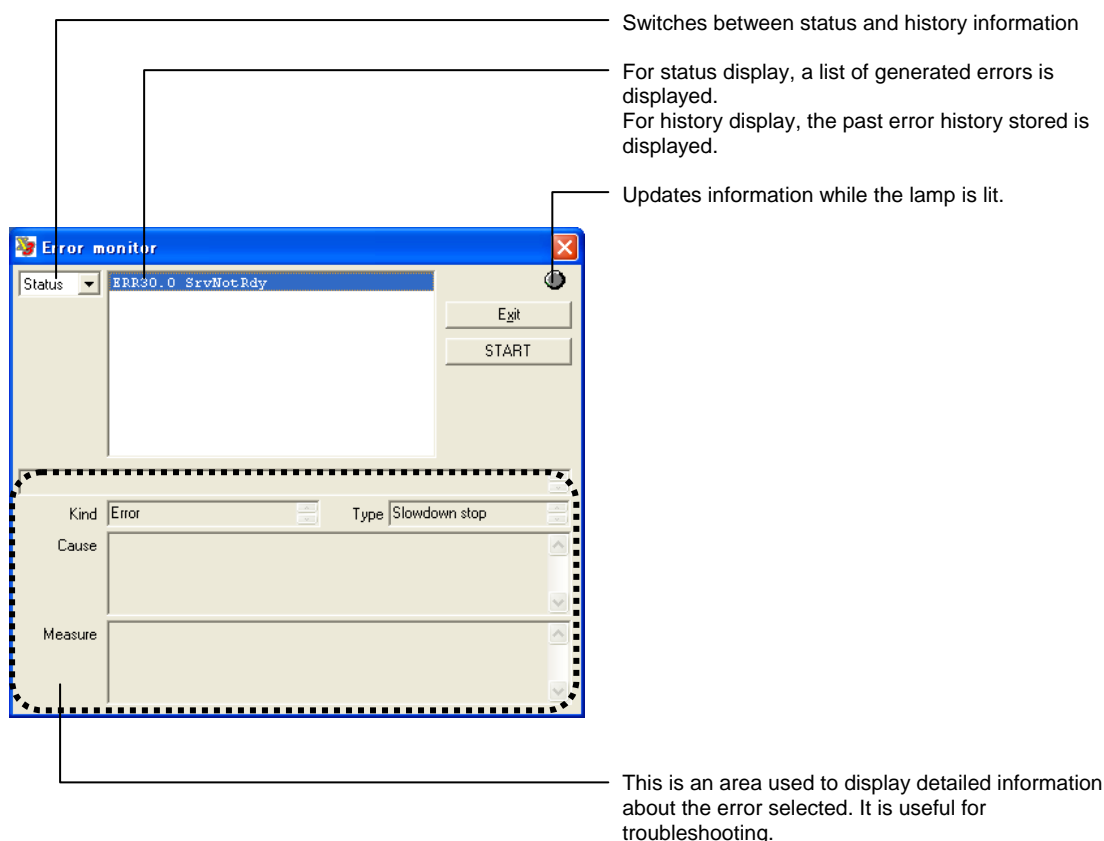 Switches between status and history information
For status display, a list of generated errors is
displayed.
For history display, the past error history stored is
displayed.
Updates information while the lamp is lit.
Error monitor
Status
ERR30.0 SrvNotRdy
Exit
START
Kind
Error
Type
Slowdown stop
Cause
Measure
This is an area used to display detailed information
about the error selected. It is useful for
troubleshooting.